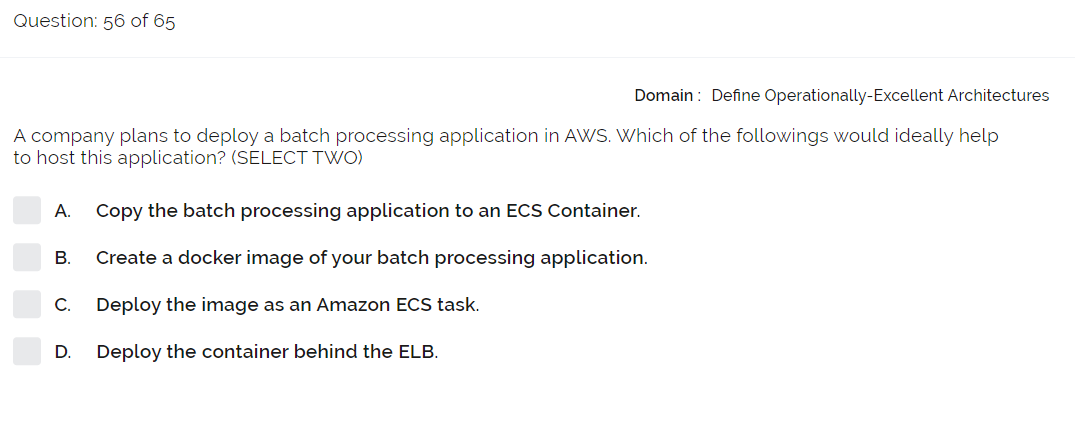 Question: 56 of 65
Domain : Define Operationally-Excellent Architectures
A company plans to deploy a batch processing application in AWS. Which of the followings would ideally help
to host this application? (SELECT TWO)
A. Copy the batch processing application to an ECS Container.
B. Create a docker image of your batch processing application.
C. Deploy the image as an Amazon ECS task.
D. Deploy the container behind the ELB.